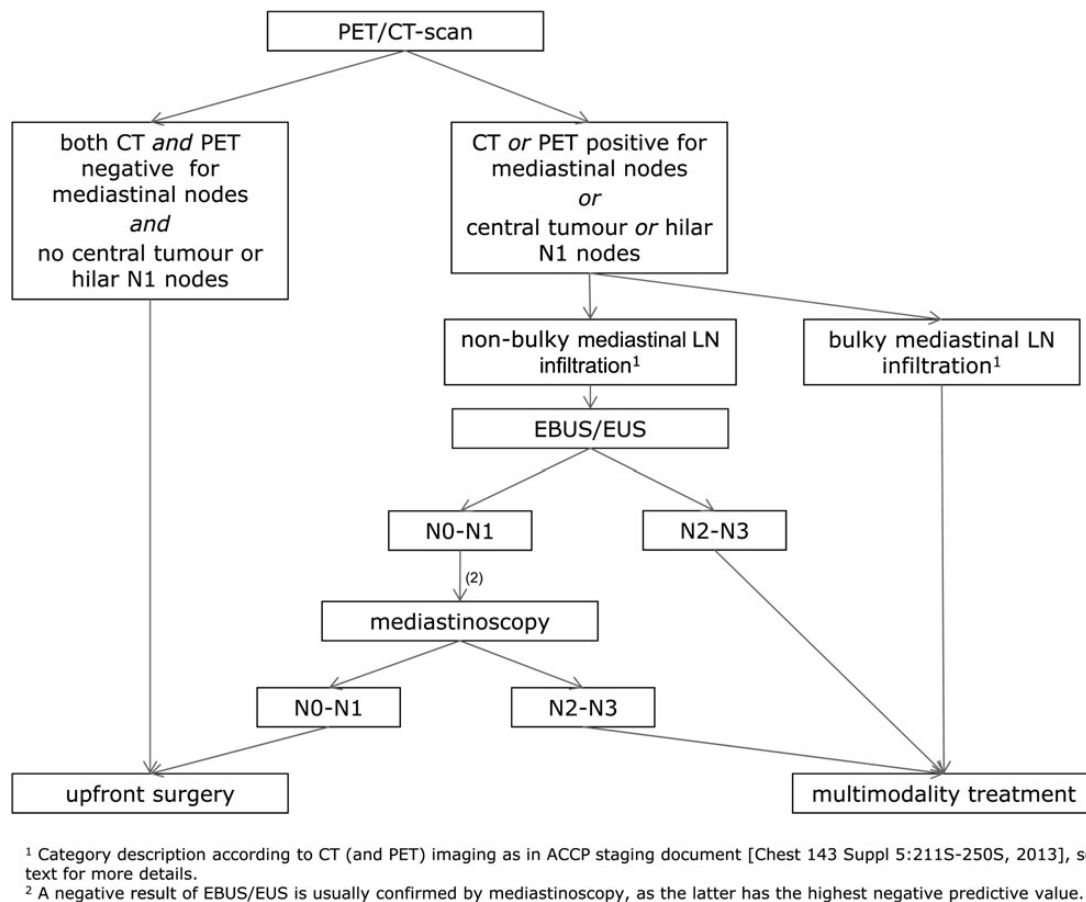 PET/CT-scan
both CT and PET
negative for
mediastinal nodes
and
no central tumour or
hilar N1 nodes
CT or PET positive for
mediastinal nodes
or
central tumour or hilar
N1 nodes
non-bulky mediastinal LN
infiltration¹
bulky mediastinal LN
infiltration¹
EBUS/EUS
N0-N1
N2-N3
(2)
mediastinoscopy
N0-N1
N2-N3
upfront surgery
multimodality treatment
¹ Category description according to CT (and PET) imaging as in ACCP staging document [Chest 143 Suppl 5:211S-250S, 2013],
text for more details.
² A negative result of EBUS/EUS is usually confirmed by mediastinoscopy, as the latter has the highest negative predictive value.